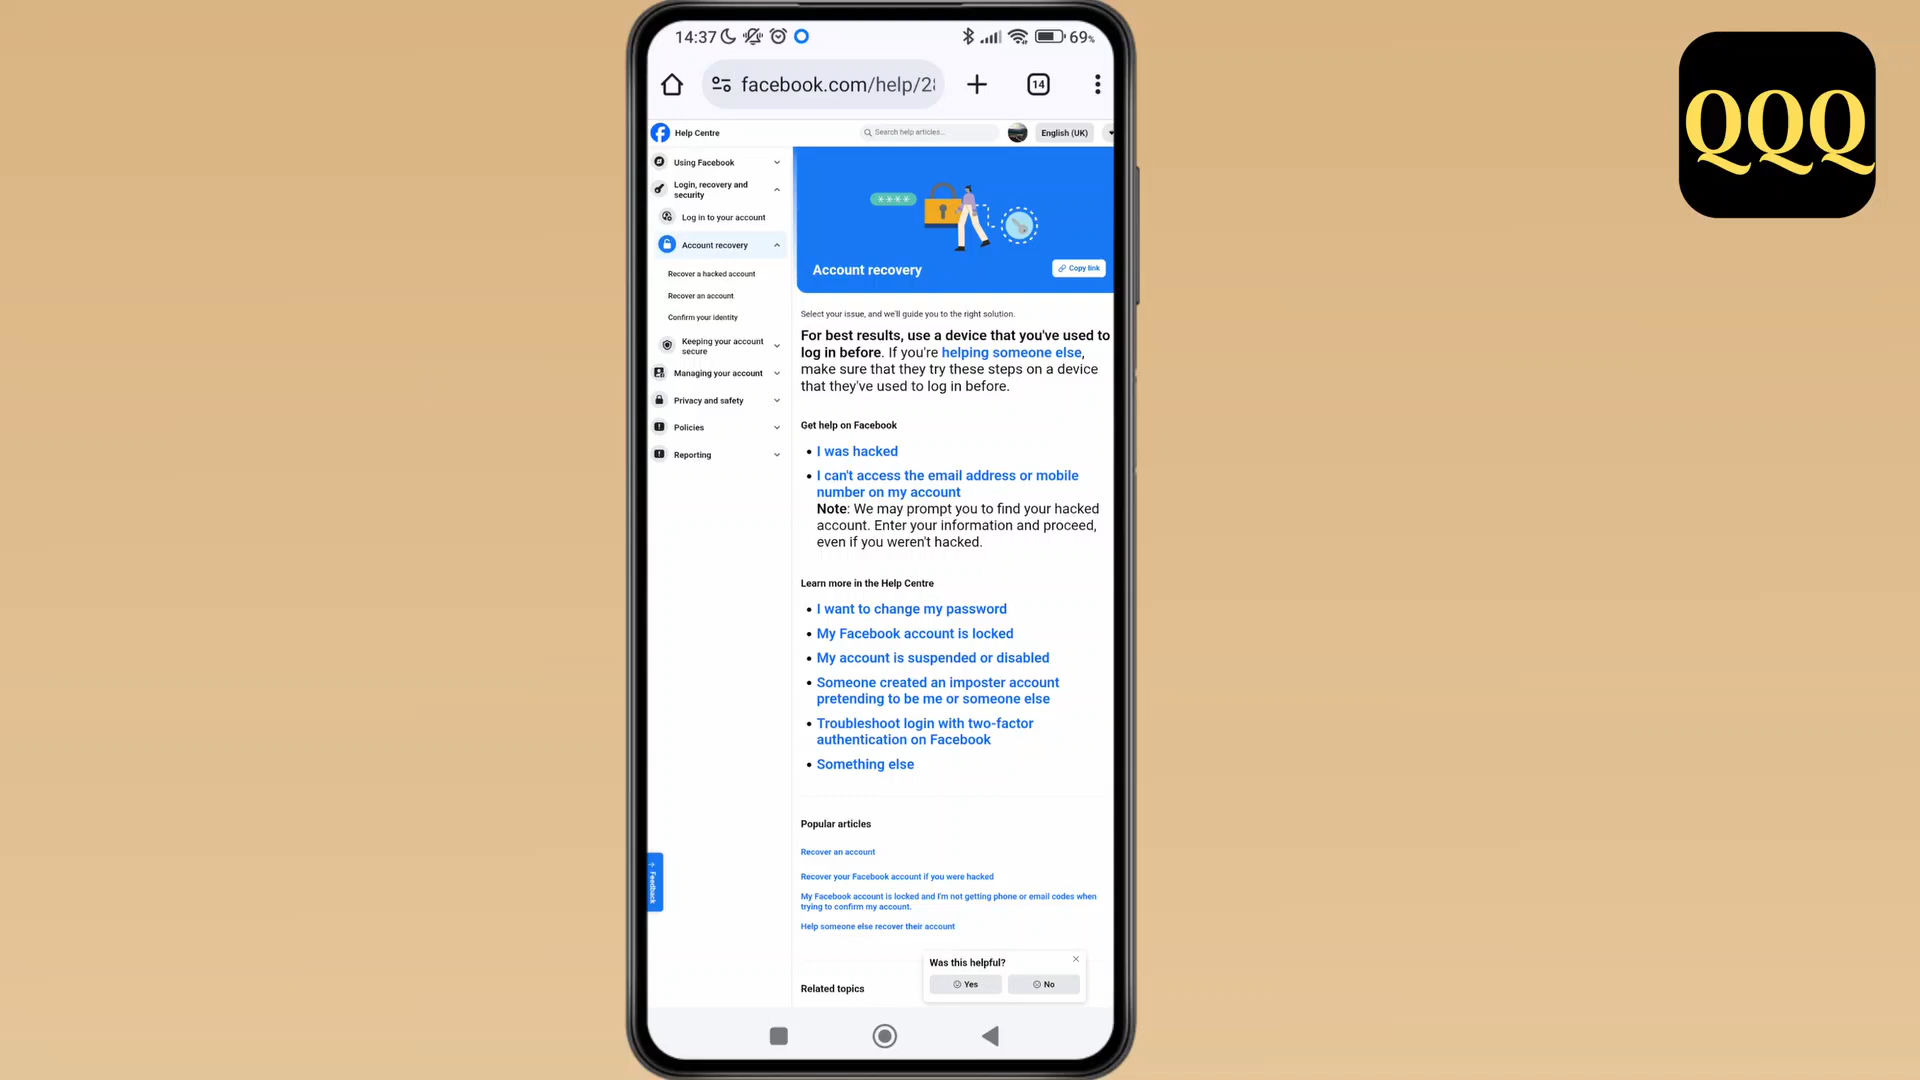 14:37
69%
facebook.com/help/28
14
Help Centre
Search help articles...
English (UK)
Using Facebook
Login, recovery and
security
Log in to your account
Account recovery
Recover a hacked account
Recover an account
Confirm your identity
Keeping your account
secure
Managing your account
Privacy and safety
Policies
Reporting
Feedback
****
Account recovery
Copy link
Select your issue, and we'll guide you to the right solution.
For best results, use a device that you've used to
log in before. If you're helping someone else,
make sure that they try these steps on a device
that they've used to log in before.
Get help on Facebook
• I was hacked
• I can't access the email address or mobile
number on my account
Note: We may prompt you to find your hacked
account. Enter your information and proceed,
even if you weren't hacked.
Learn more in the Help Centre
• I want to change my password
• My Facebook account is locked
• My account is suspended or disabled
• Someone created an imposter account
pretending to be me or someone else
• Troubleshoot login with two-factor
authentication on Facebook
• Something else
Popular articles
Recover an account
Recover your Facebook account if you were hacked
My Facebook account is locked and I'm not getting phone or email codes when
trying to confirm my account.
Help someone else recover their account
Was this helpful?
Yes
No
Related topics
QQQ